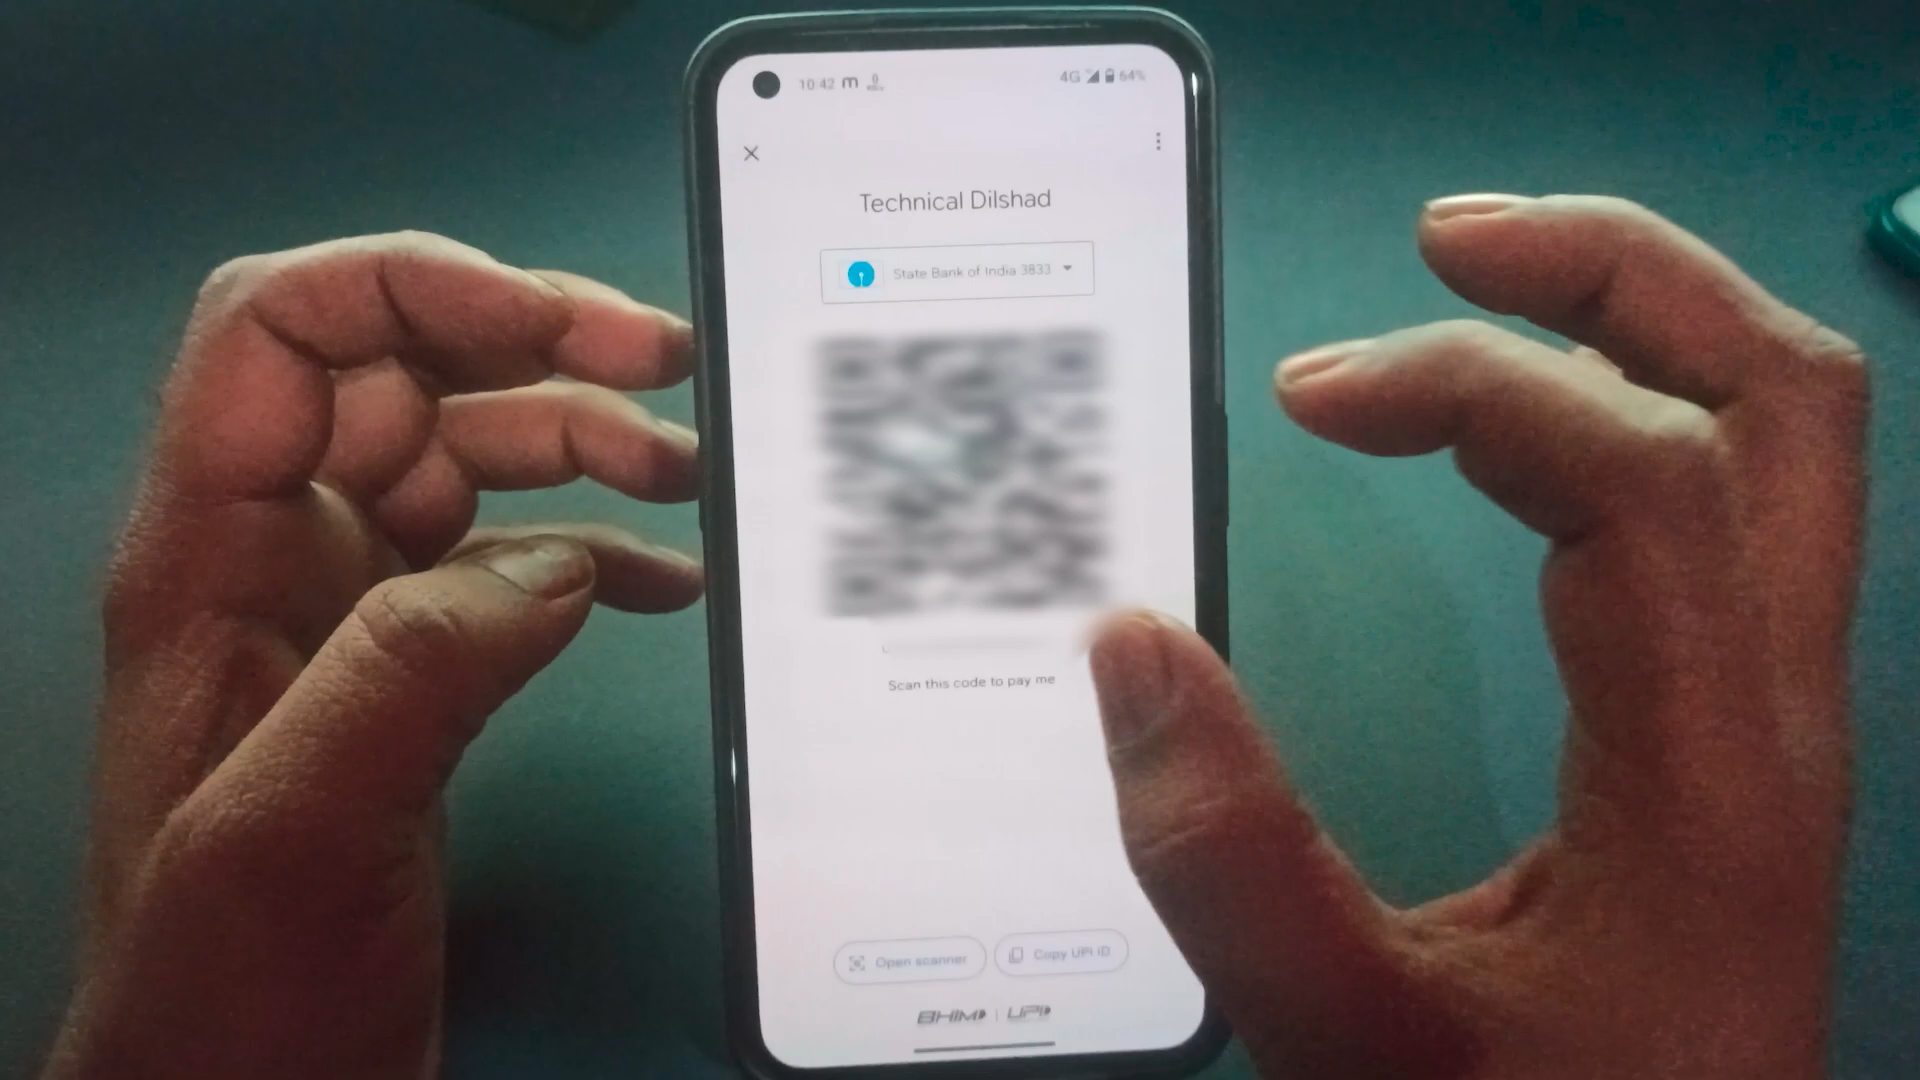 10:42 m 0
4G 64%
Technical Dilshad
State Bank of India 3833
Scan this code to pay me
Open scanner
Copy UPI ID
BHIM | UPI